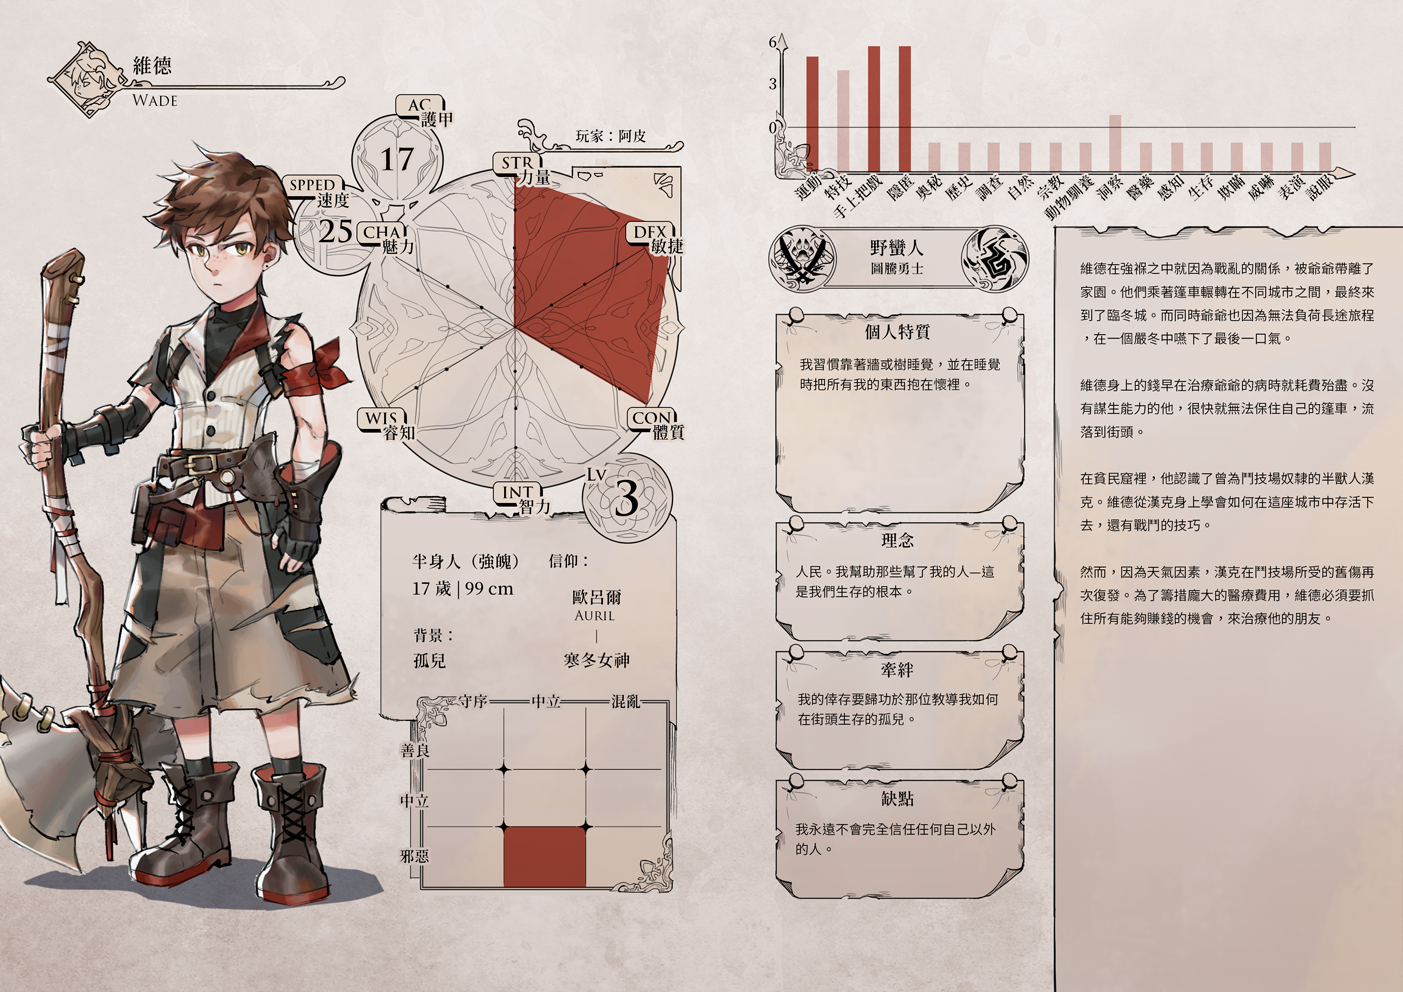 維德
WADE
AC
護甲
17
SPPED
速度
25
玩家：阿皮
STR
力量
DEX
敏捷
CHA
魅力
WIS
睿知
CON
體質
INT
智力
LV
3
半身人（強魄）
17 歲 | 99 cm
背景：
孤兒
信仰：
歐呂爾
AURIL
|
寒冬女神
守序 中立 混亂
善良
中立
邪惡
6
3
0
運動 特技 手上把戲 隱匿 奧秘 歷史 調查 自然 宗教 動物馴養 洞察 醫藥 感知 生存 欺瞞 威嚇 表演 說服
野蠻人
圖騰勇士
個人特質
我習慣靠著牆或樹睡覺，並在睡覺
時把所有我的東西抱在懷裡。
理念
人民。我幫助那些幫了我的人—這
是我們生存的根本。
牽絆
我的倖存要歸功於那位教導我如何
在街頭生存的孤兒。
缺點
我永遠不會完全信任任何自己以外
的人。
維德在強褓之中就因為戰亂的關係，被爺爺帶離了
家園。他們乘著篷車輾轉在不同城市之間，最終來
到了臨冬城。而同時爺爺也因為無法負荷長途旅程
，在一個嚴冬中嚥下了最後一口氣。
維德身上的錢早在治療爺爺的病時就耗費殆盡。沒
有謀生能力的他，很快就無法保住自己的篷車，流
落到街頭。
在貧民窟裡，他認識了曾為鬥技場奴隸的半獸人漢
克。維德從漢克身上學會如何在這座城市中存活下
去，還有戰鬥的技巧。
然而，因為天氣因素，漢克在鬥技場所受的舊傷再
次復發。為了籌措龐大的醫療費用，維德必須要抓
住所有能夠賺錢的機會，來治療他的朋友。